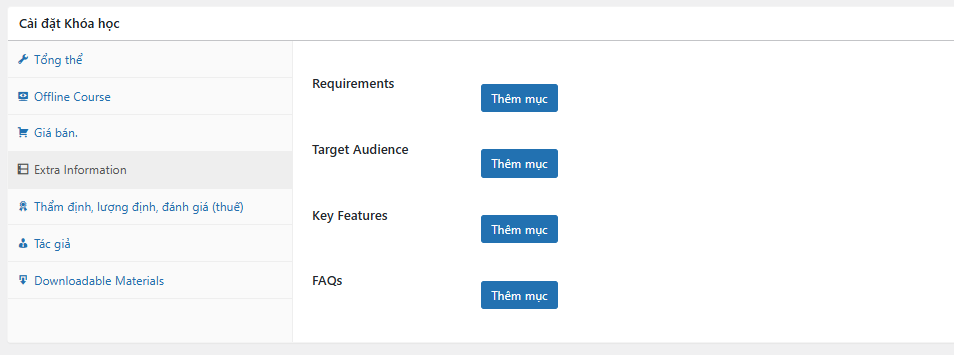 Cài đặt Khóa học
Tổng thể
Offline Course
Giá bán.
Extra Information
Thẩm định, lượng định, đánh giá (thuế)
Tác giả
Downloadable Materials
Requirements
Thêm mục
Target Audience
Thêm mục
Key Features
Thêm mục
FAQs
Thêm mục